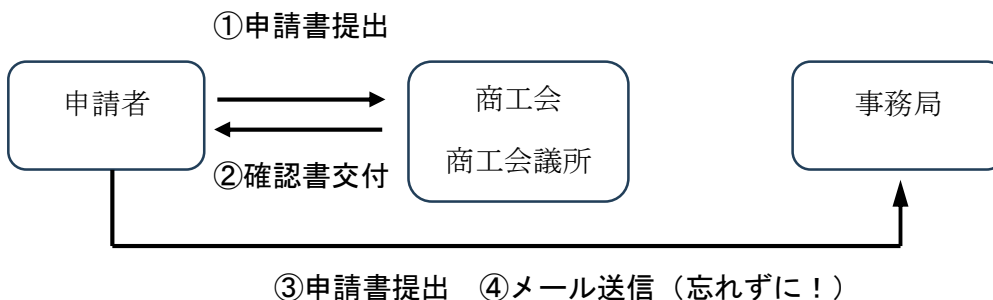 ①申請書提出
申請者
商工会
商工会議所
事務局
②確認書交付
③申請書提出　④メール送信（忘れずに！）